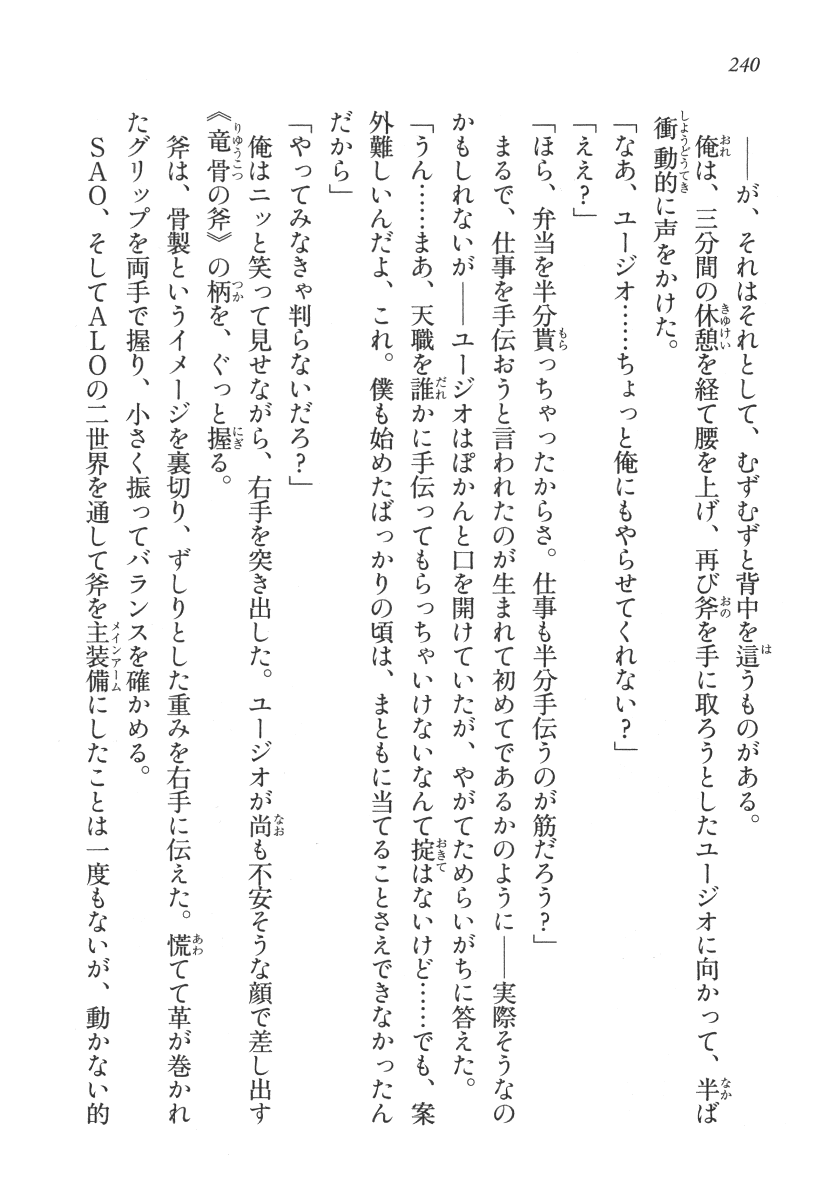 240
――が、それはそれとして、むずむずと背中を這うものがある。
俺は、三分間の休憩を経て腰を上げ、再び斧を手に取ろうとしたユージオに向かって、半ば
衝動的に声をかけた。
「なあ、ユージオ……ちょっと俺にもやらせてくれない?」
「ええ?」
「ほら、弁当を半分貰っちゃったからさ。仕事も半分手伝うのが筋だろう?」
まるで、仕事を手伝おうと言われたのが生まれて初めてであるかのように――実際そうなの
かもしれないが――ユージオはぽかんと口を開けていたが、やがてためらいがちに答えた。
「うん……まあ、天職を誰かに手伝ってもらっちゃいけないなんて掟はないけど……でも、案
外難しいんだよ、これ。僕も始めたばっかりの頃は、まともに当てることさえできなかったん
だから」
「やってみなきゃ判らないだろ?」
俺はニッと笑って見せながら、右手を突き出した。ユージオが尚も不安そうな顔で差し出す
《竜骨の斧》の柄を、ぐっと握る。
斧は、骨製というイメージを裏切り、ずしりとした重みを右手に伝えた。慌てて革が巻かれ
たグリップを両手で握り、小さく振ってバランスを確かめる。
SAO、そしてALOの二世界を通して斧を主装備にしたことは一度もないが、動かない的